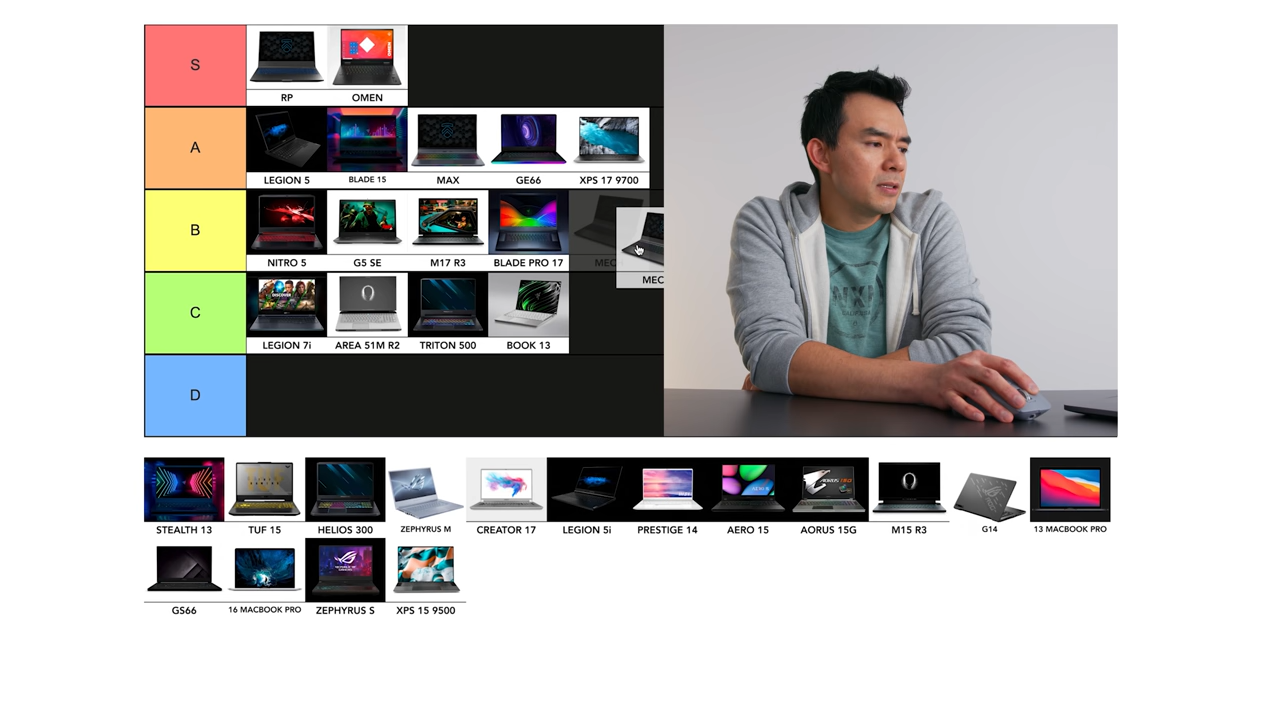 S
RP
OMEN
A
LEGION 5
BLADE 15
MAX
GE66
XPS 17 9700
B
NITRO 5
G5 SE
M17 R3
BLADE PRO 17
MEC
MEC
C
DISCOVER
LEGION 7i
AREA 51M R2
TRITON 500
BOOK 13
D
STEALTH 13
TUF 15
HELIOS 300
ZEPHYRUS M
CREATOR 17
LEGION 5i
PRESTIGE 14
AERO 15
AORUS 15G
M15 R3
G14
13 MACBOOK PRO
GS66
16 MACBOOK PRO
ZEPHYRUS S
XPS 15 9500